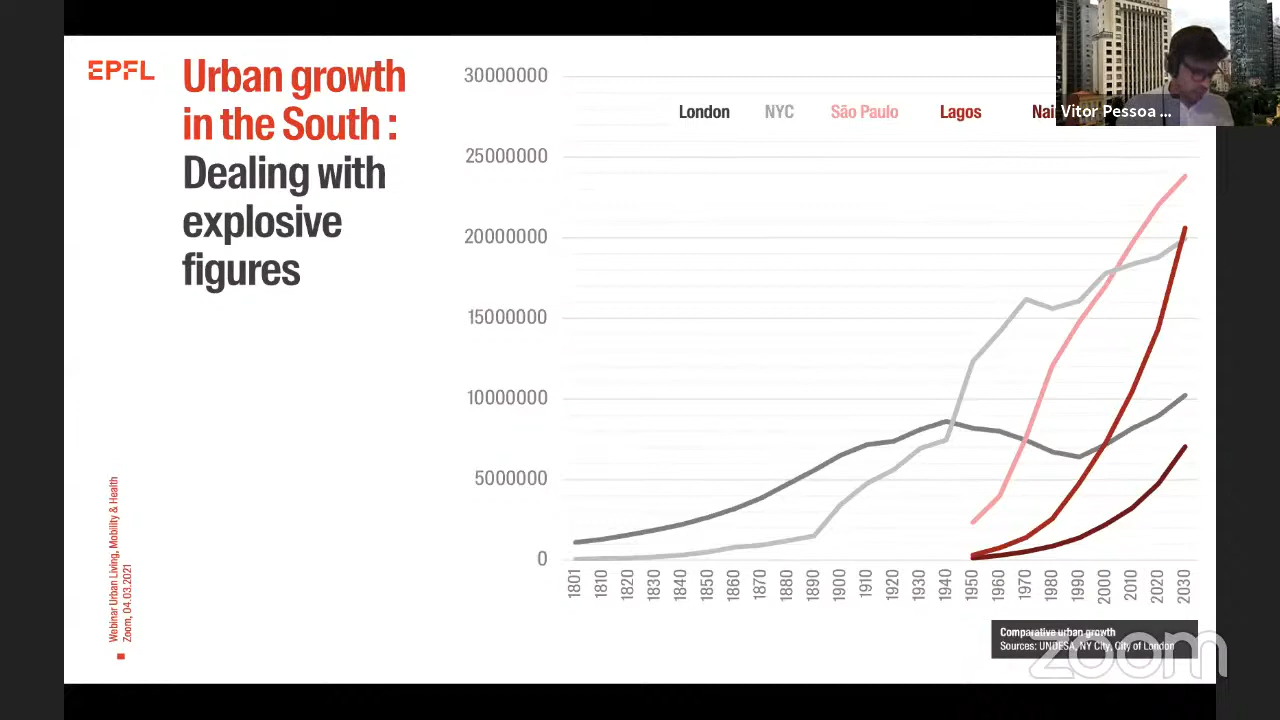 EPFL
Urban growth
in the South :
Dealing with
explosive
figures
London NYC São Paulo Lagos
Vitor Pessoa ...
30000000
25000000
20000000
15000000
10000000
5000000
0
1801 1810 1820 1830 1840 1850 1860 1870 1880 1890 1900 1910 1920 1930 1940 1950 1960 1970 1980 1990 2000 2010 2020 2030
Comparative urban growth
Sources: UNDESA, NY City, City of London
zoom
Webinar Urban Living, Mobility & Health
Zoom, 04.03.2021